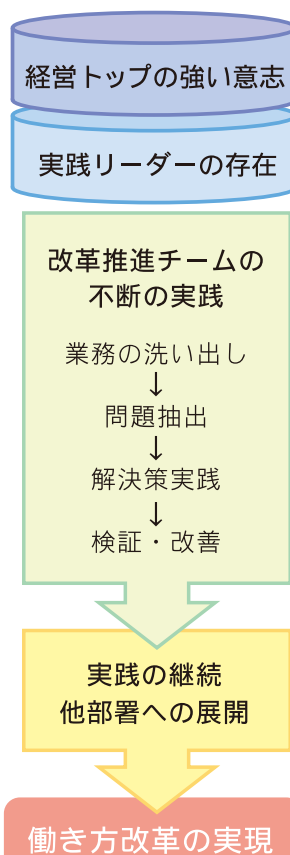 経営トップの強い意志
実践リーダーの存在
改革推進チームの
不断の実践
業務の洗い出し
↓
問題抽出
↓
解決策実践
↓
検証・改善
実践の継続
他部署への展開
働き方改革の実現